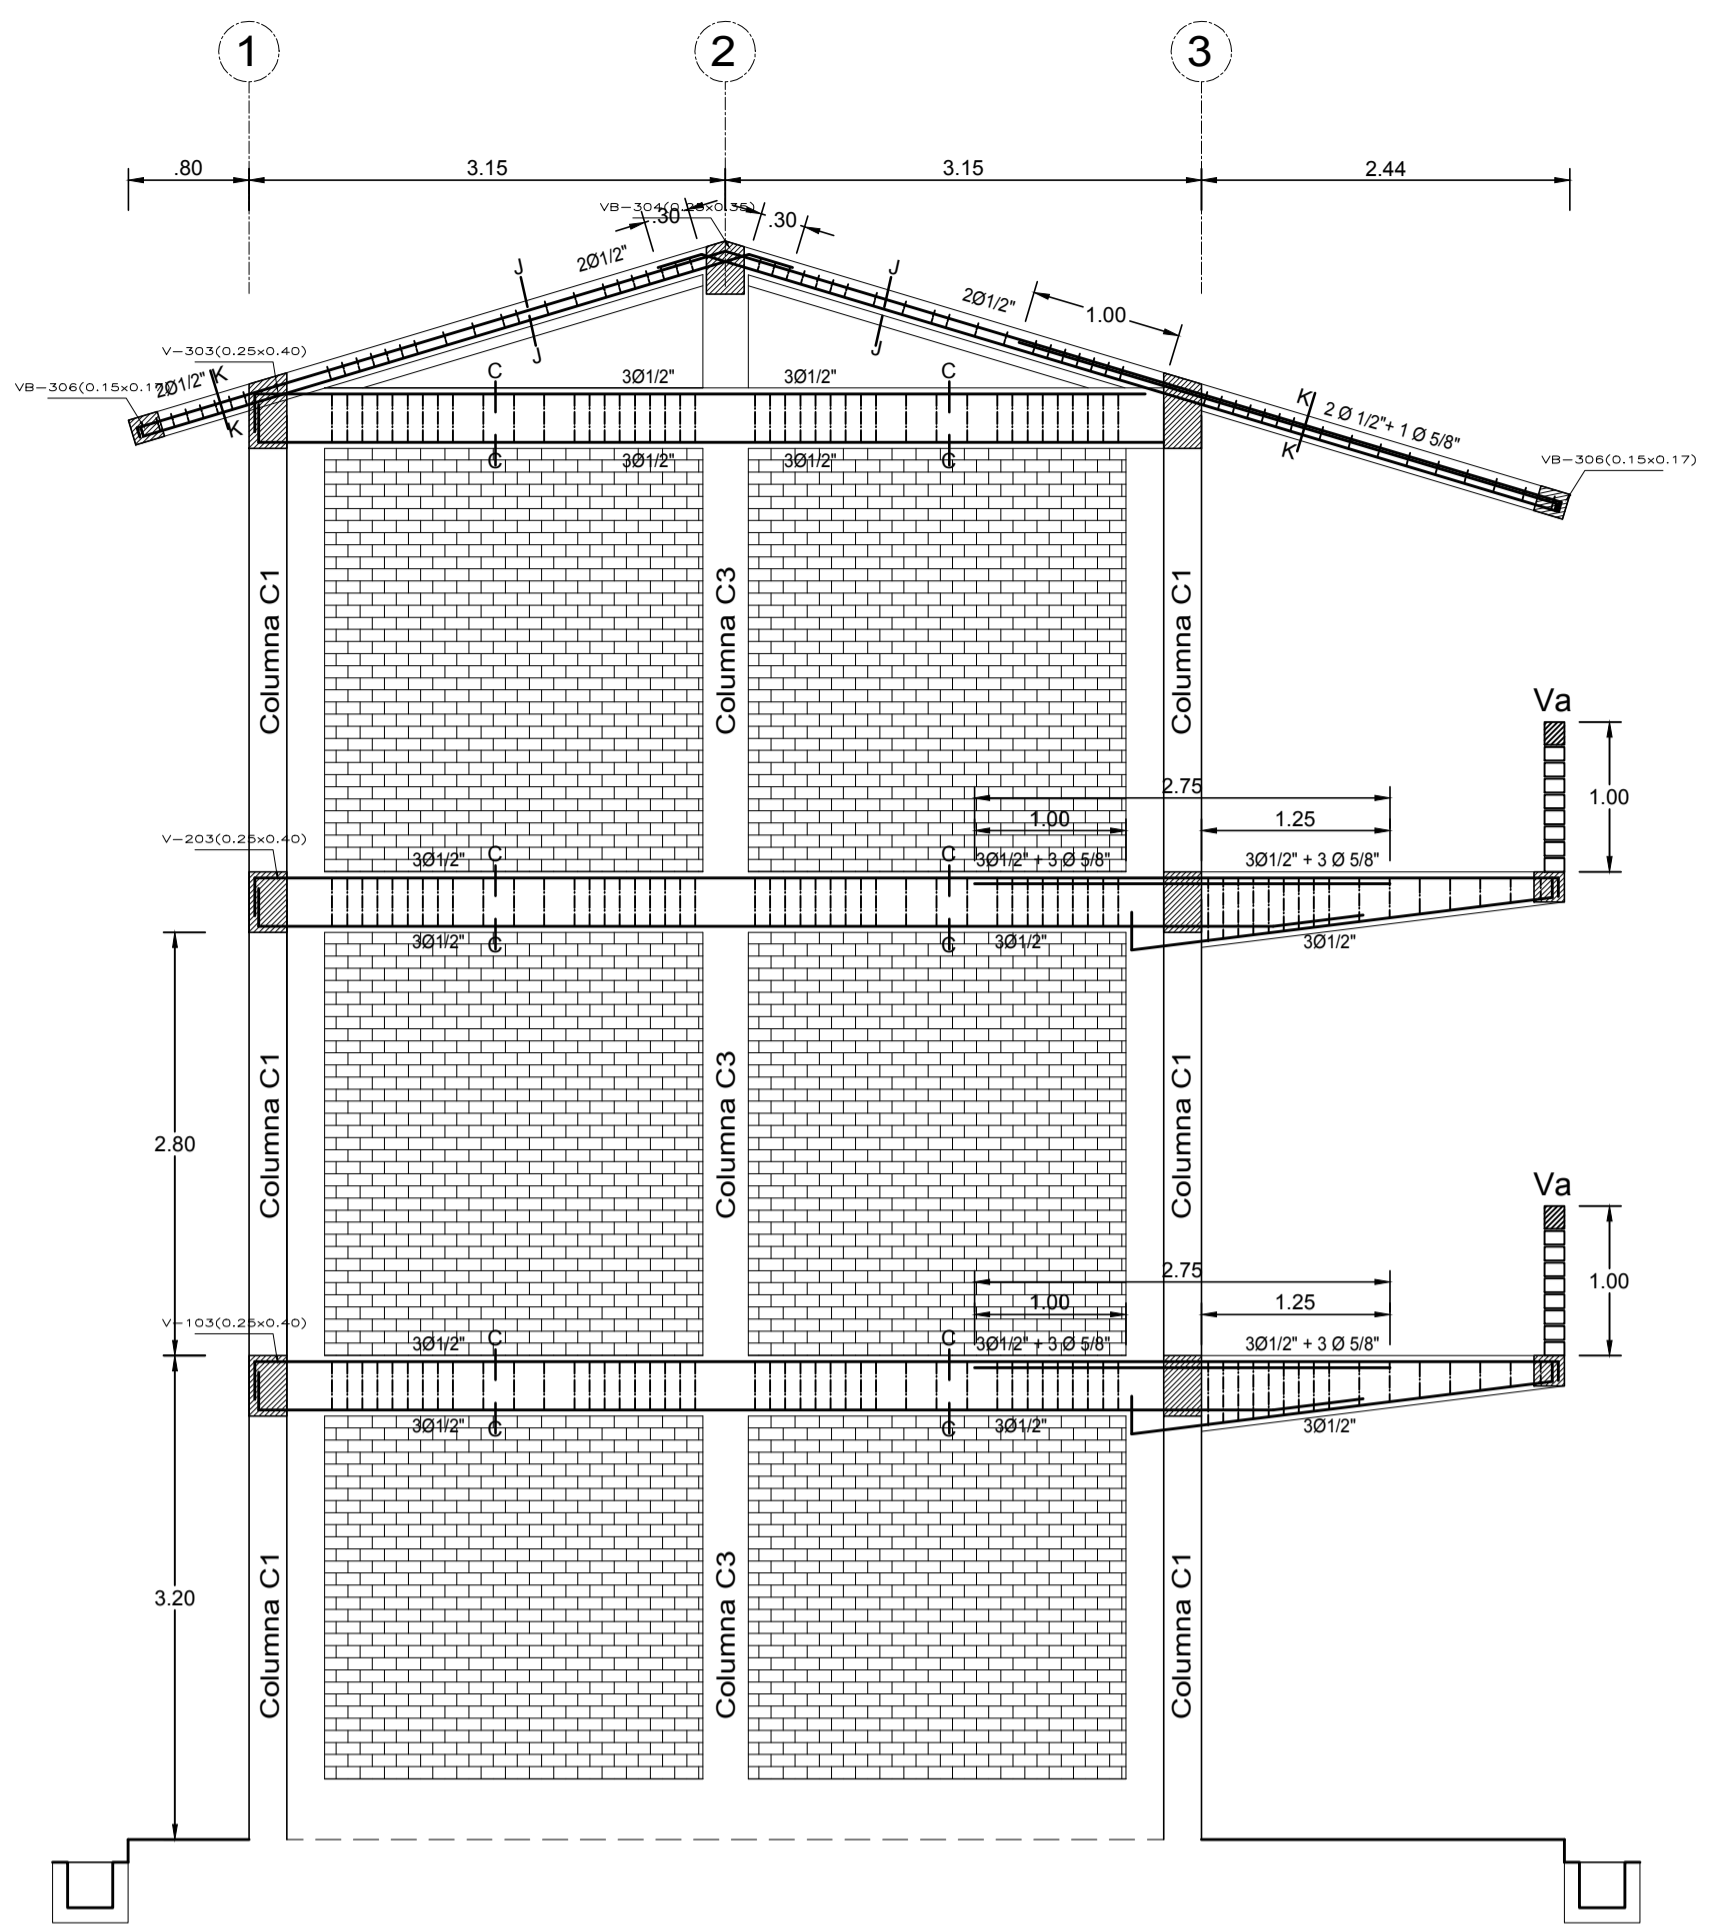 1
2
3
.80
3.15
3.15
2.44
VB-304(0.25x0.35)
.30
.30
2Ø1/2"
J
J
2Ø1/2"
1.00
J
J
V-303(0.25x0.40)
VB-306(0.15x0.17)
2Ø1/2"
K
K
C
3Ø1/2"
3Ø1/2"
C
K
K
2 Ø 1/2"+ 1 Ø 5/8"
VB-306(0.15x0.17)
C
3Ø1/2"
3Ø1/2"
C
Columna C1
Columna C3
Columna C1
Va
1.00
2.75
1.00
1.25
V-203(0.25x0.40)
3Ø1/2"
C
C
3Ø1/2" + 3 Ø 5/8"
3Ø1/2" + 3 Ø 5/8"
3Ø1/2"
C
C
3Ø1/2"
3Ø1/2"
2.80
Columna C1
Columna C3
Columna C1
Va
1.00
2.75
1.00
1.25
V-103(0.25x0.40)
3Ø1/2"
C
C
3Ø1/2" + 3 Ø 5/8"
3Ø1/2" + 3 Ø 5/8"
3Ø1/2"
C
C
3Ø1/2"
3Ø1/2"
3.20
Columna C1
Columna C3
Columna C1